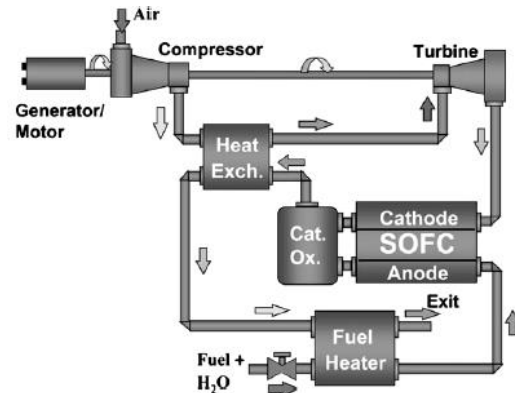 Air
Compressor
Turbine
Generator/
Motor
Heat
Exch.
Cat.
Ox.
Cathode
SOFC
Anode
Exit
Fuel
Heater
Fuel +
H₂O